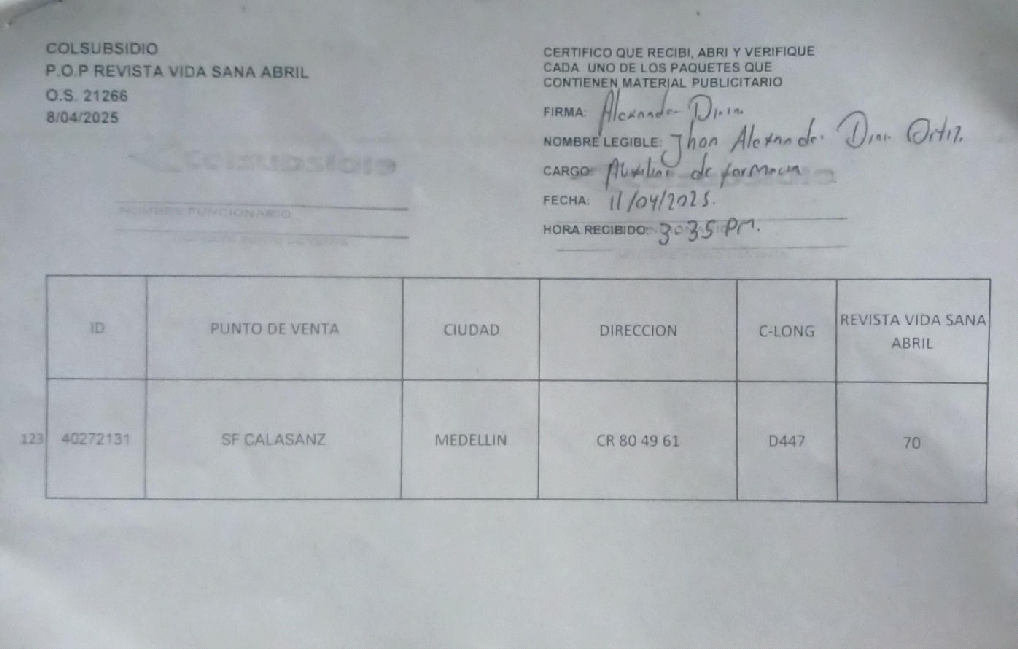 COLSUBSIDIO
P.O.P REVISTA VIDA SANA ABRIL
O.S. 21266
8/04/2025
CERTIFICO QUE RECIBI, ABRI Y VERIFIQUE
CADA UNO DE LOS PAQUETES QUE
CONTIENEN MATERIAL PUBLICITARIO
FIRMA: Alexander
NOMBRE LEGIBLE: Jhon Alexander Ortiz.
CARGO: Auxiliar de farmacia
FECHA: 11/04/2025.
HORA RECIBIDO: 3:35 PM.
colsubsidio
NOMBRE FUNCIONARIO
ID PUNTO DE VENTA CIUDAD DIRECCION C-LONG REVISTA VIDA SANA
ABRIL
123 40272131 SF CALASANZ MEDELLIN CR 80 49 61 D447 70